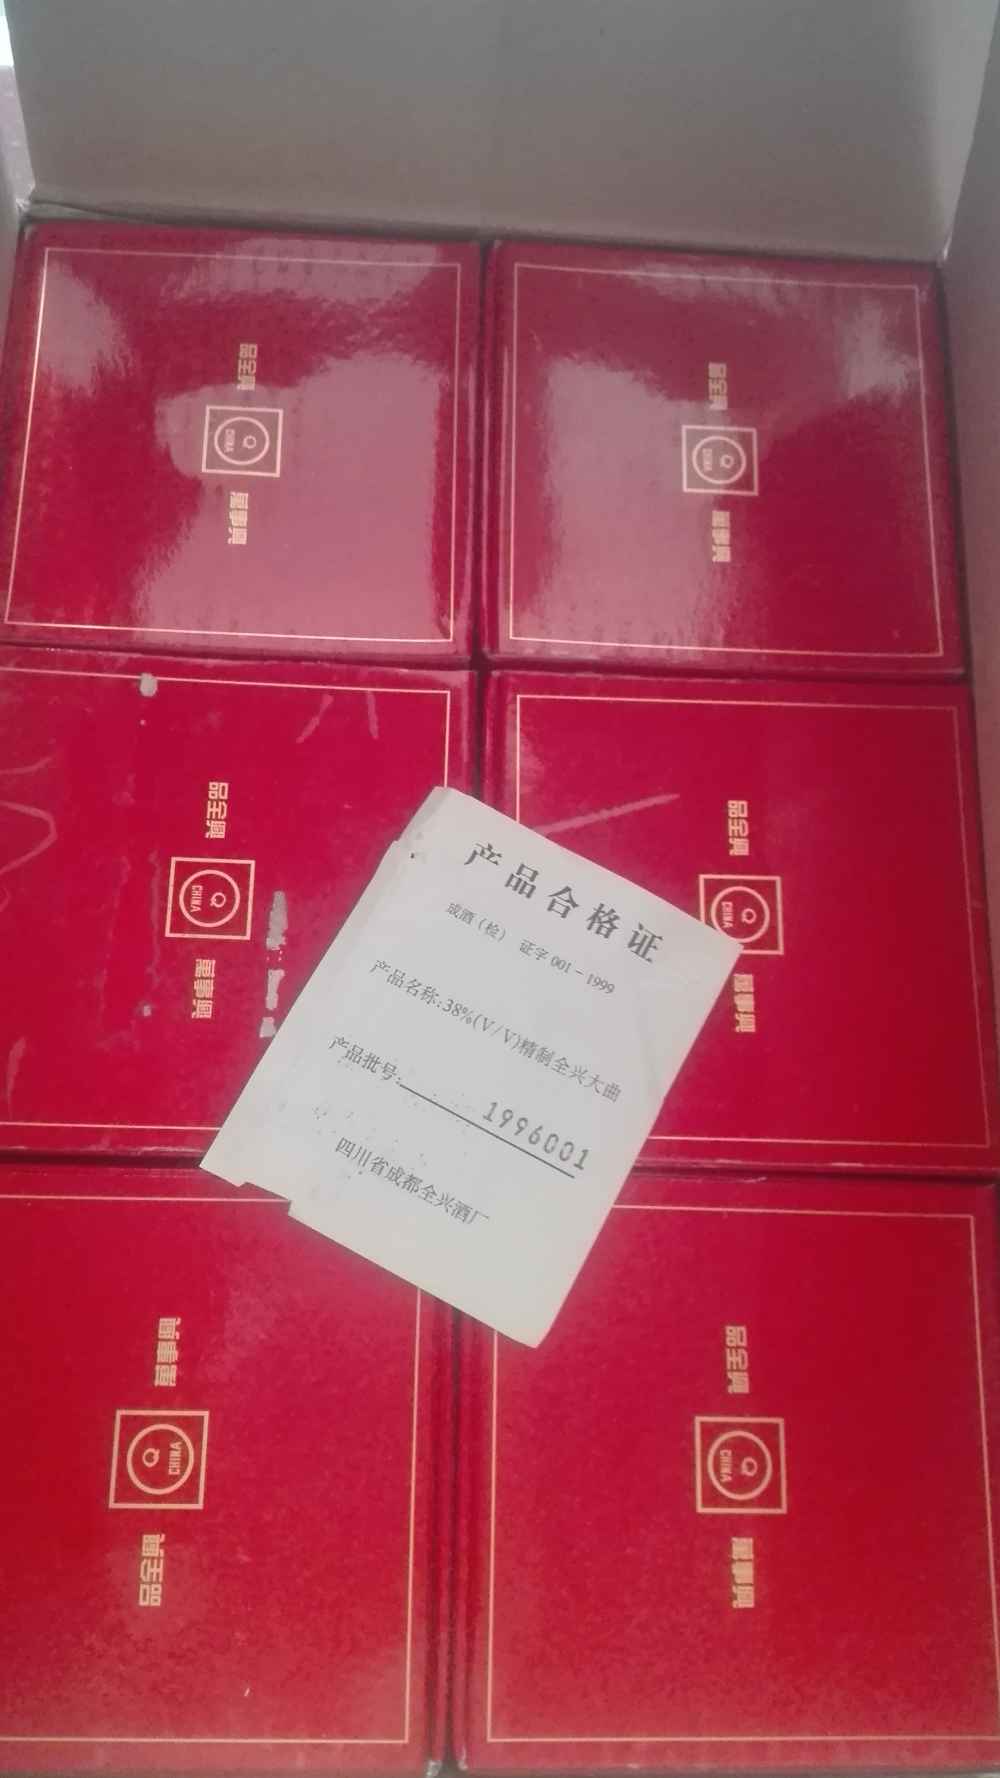 品全興
Q
CHINA
萬事興
品全興
Q
CHINA
萬事興
品全興
Q
CHINA
萬事興
品全興
Q
CHINA
萬事興
产品合格证
成酒（检） 证字 001－1999
产品名称:38%(V/V)精制全兴大曲
产品批号: 1996001
四川省成都全兴酒厂
萬事興
Q
CHINA
品全興
品全興
Q
CHINA
萬事興